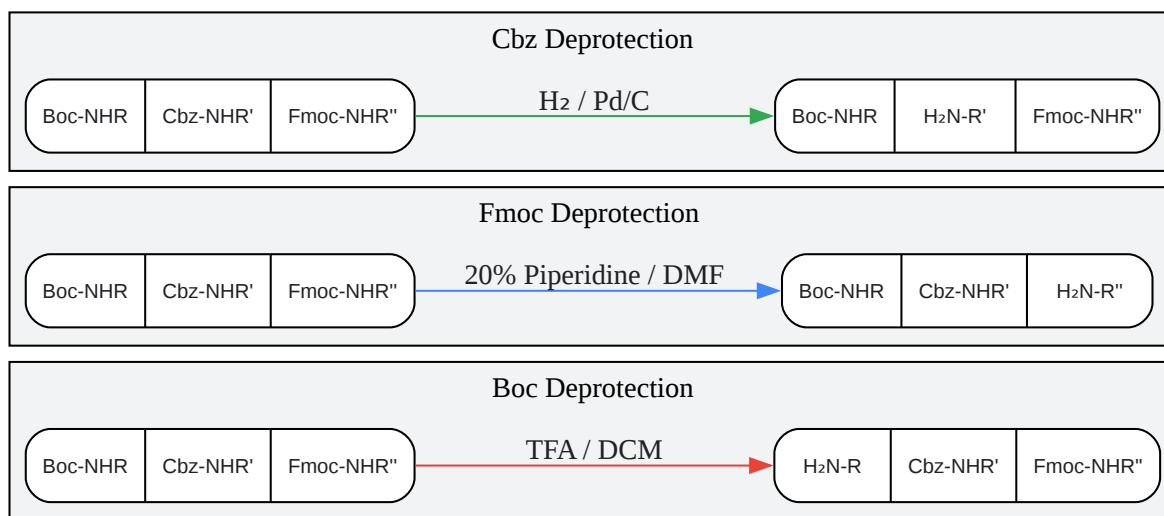 Cbz Deprotection
Boc-NHR Cbz-NHR' Fmoc-NHR" H₂ / Pd/C Boc-NHR H₂N-R' Fmoc-NHR"
Fmoc Deprotection
Boc-NHR Cbz-NHR' Fmoc-NHR" 20% Piperidine / DMF Boc-NHR Cbz-NHR' H₂N-R"
Boc Deprotection
Boc-NHR Cbz-NHR' Fmoc-NHR" TFA / DCM H₂N-R Cbz-NHR' Fmoc-NHR"